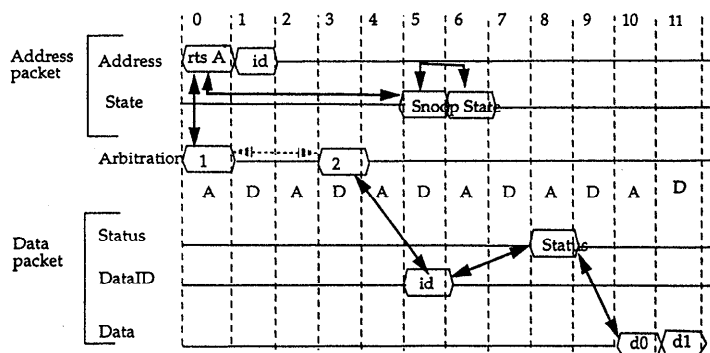 0 1 2 3 4 5 6 7 8 9 10 11
Address packet
Address rts A id
State Snoop State
Arbitration 1 2
A D A D A D A D A D A D
Data packet
Status Status
DataID id
Data d0 d1